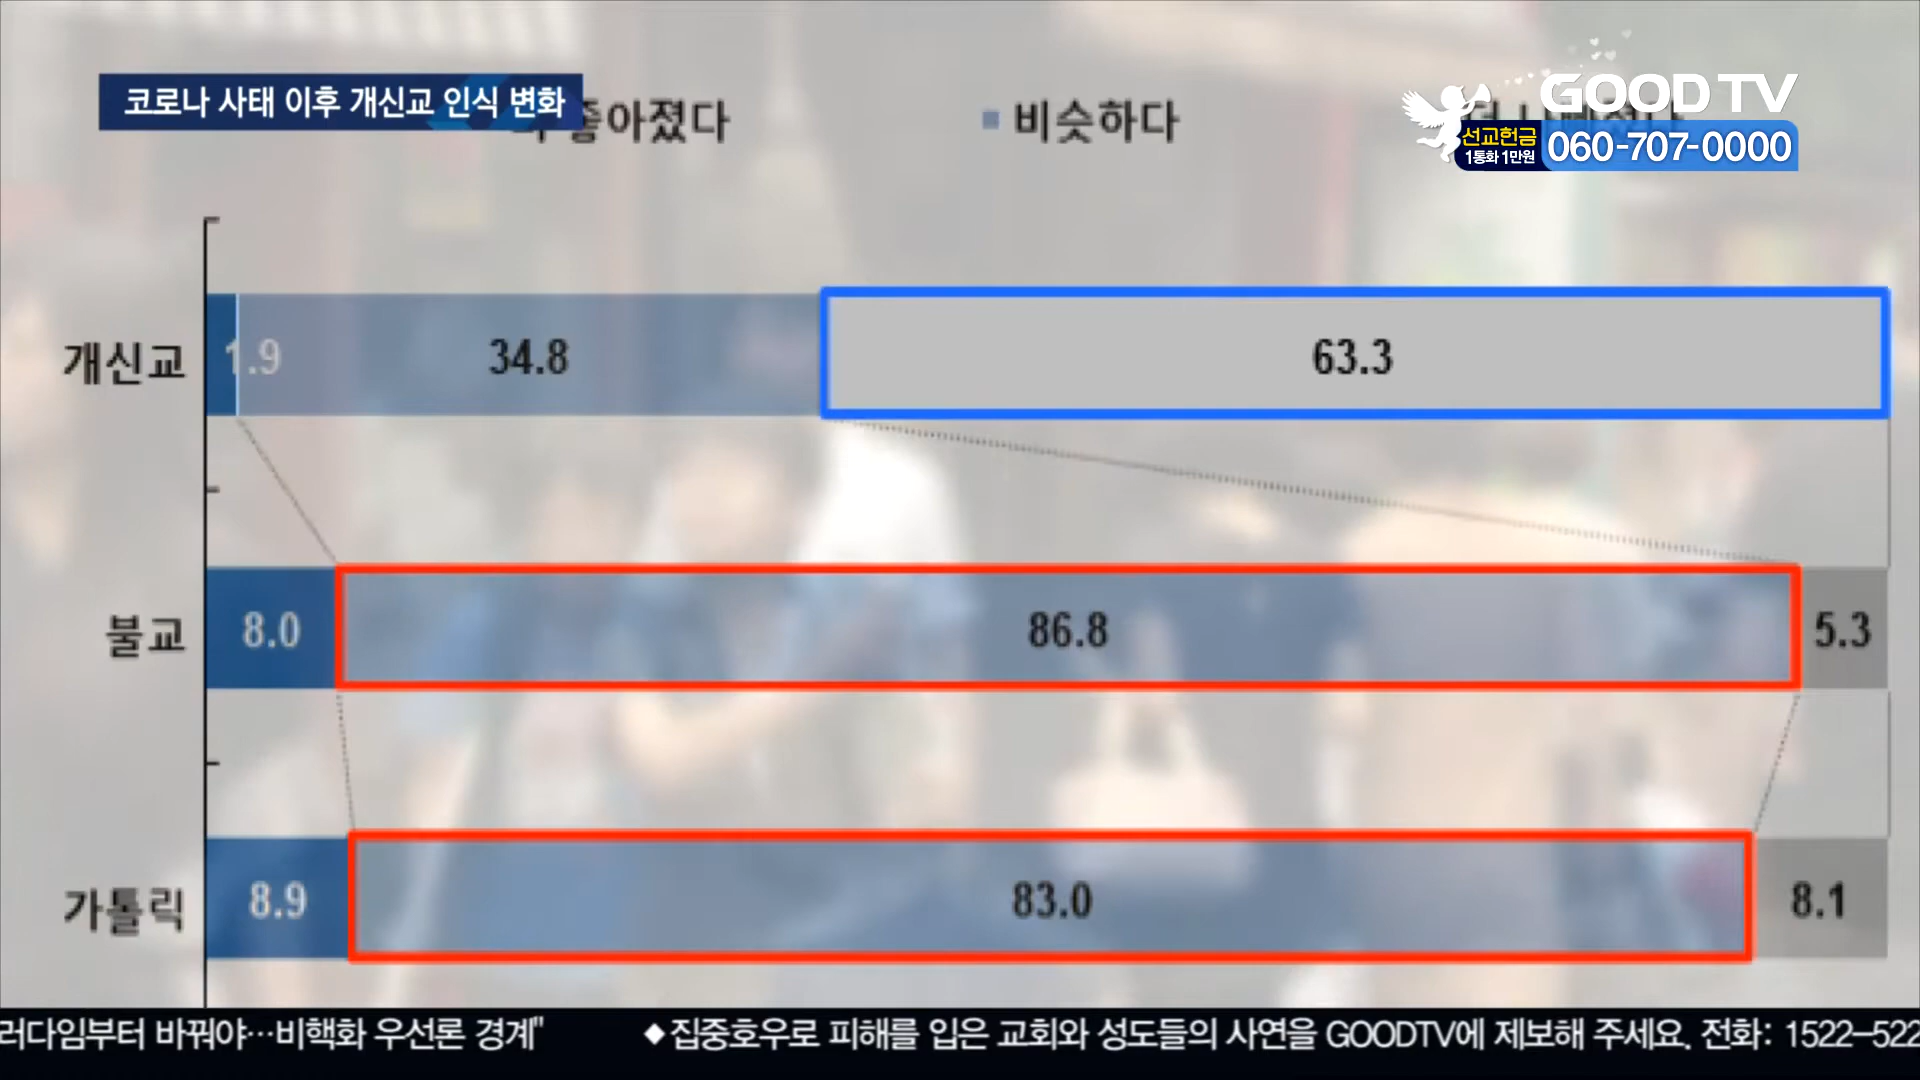 코로나 사태 이후 개신교 인식 변화
좋아졌다
비슷하다
GOODTV
선교헌금
1통화 1만원
060-707-0000
개신교
1.9
34.8
63.3
불교
8.0
86.8
5.3
가톨릭
8.9
83.0
8.1
러다임부터 바꿔야…비핵화 우선론 경계" ◆집중호우로 피해를 입은 교회와 성도들의 사연을 GOODTV에 제보해 주세요. 전화: 1522-522